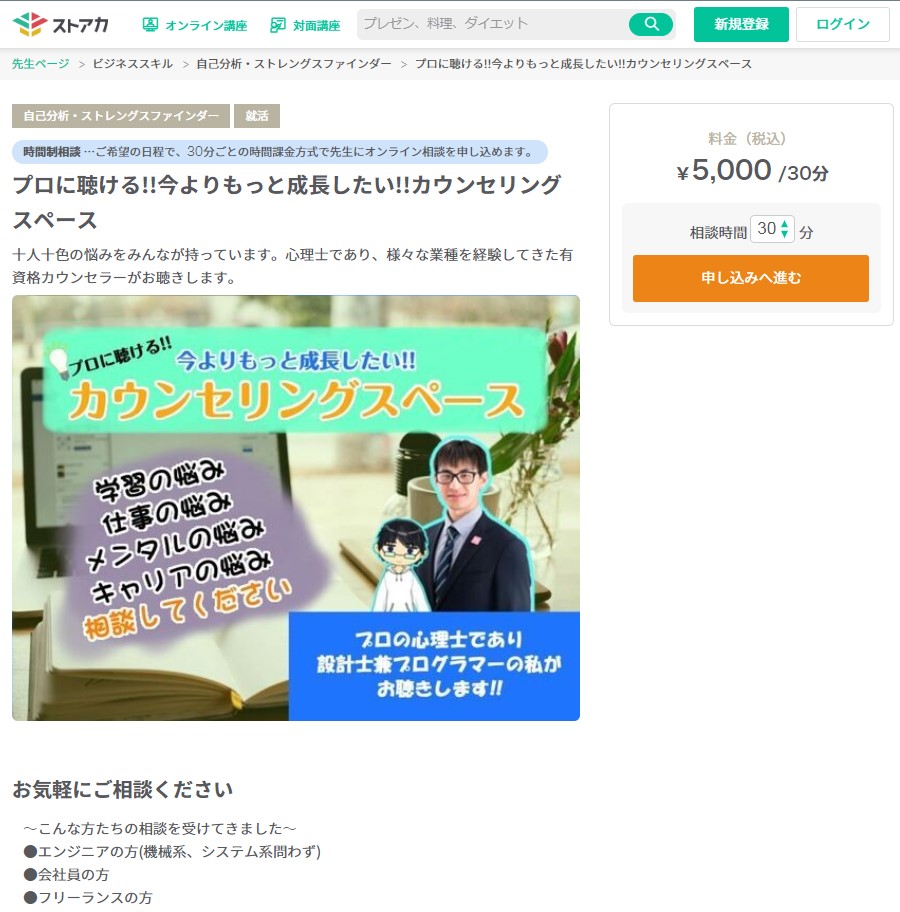 ストアカ
オンライン講座
対面講座
プレゼン、料理、ダイエット
新規登録
ログイン
先生ページ > ビジネススキル > 自己分析・ストレングスファインダー > プロに聴ける!!今よりもっと成長したい!!カウンセリングスペース
自己分析・ストレングスファインダー 就活
時間制相談 …ご希望の日程で、30分ごとの時間課金方式で先生にオンライン相談を申し込めます。
プロに聴ける!!今よりもっと成長したい!!カウンセリング
スペース
十人十色の悩みをみんなが持っています。心理士であり、様々な業種を経験してきた有
資格カウンセラーがお聴きします。
プロに聴ける!!
今よりもっと成長したい!!
カウンセリングスペース
学習の悩み
仕事の悩み
メンタルの悩み
キャリアの悩み
相談してください
プロの心理士であり
設計士兼プログラマーの私が
お聴きします!!
料金（税込）
¥5,000 /30分
相談時間 30 分
申し込みへ進む
お気軽にご相談ください
〜こんな方たちの相談を受けてきました〜
●エンジニアの方(機械系、システム系問わず)
●会社員の方
●フリーランスの方